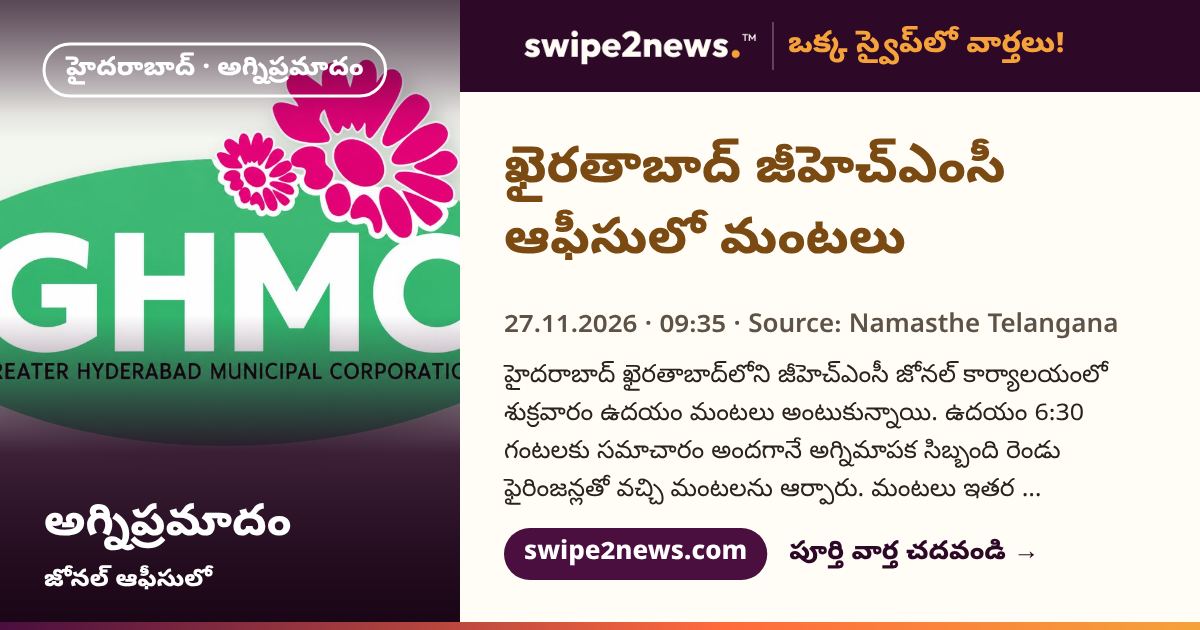 హైదరాబాద్ · అగ్నిప్రమాదం
GHMC
REATER HYDERABAD MUNICIPAL CORPORATIO
అగ్నిప్రమాదం
జోనల్ ఆఫీసులో
swipe2news.™ ఒక్క స్వైప్‌లో వార్తలు!
ఖైరతాబాద్ జీహెచ్ఎంసీ
ఆఫీసులో మంటలు
27.11.2026 · 09:35 · Source: Namasthe Telangana
హైదరాబాద్ ఖైరతాబాద్‌లోని జీహెచ్ఎంసీ జోనల్ కార్యాలయంలో
శుక్రవారం ఉదయం మంటలు అంటుకున్నాయి. ఉదయం 6:30
గంటలకు సమాచారం అందగానే అగ్నిమాపక సిబ్బంది రెండు
ఫైరింజన్లతో వచ్చి మంటలను ఆర్పారు. మంటలు ఇతర ...
swipe2news.com పూర్తి వార్త చదవండి →